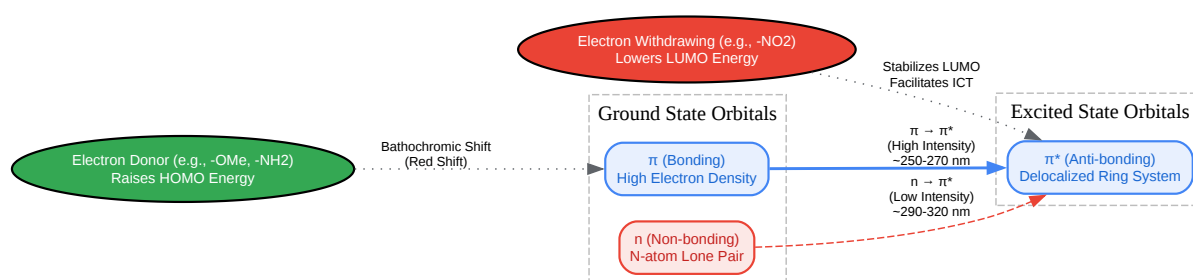 Electron Withdrawing (e.g., -NO2)
Lowers LUMO Energy
Stabilizes LUMO
Facilitates ICT
Ground State Orbitals
Excited State Orbitals
Electron Donor (e.g., -OMe, -NH2)
Raises HOMO Energy
Bathochromic Shift
(Red Shift)
π (Bonding)
High Electron Density
π → π*
(High Intensity)
~250-270 nm
π* (Anti-bonding)
Delocalized Ring System
n → π*
(Low Intensity)
~290-320 nm
n (Non-bonding)
N-atom Lone Pair